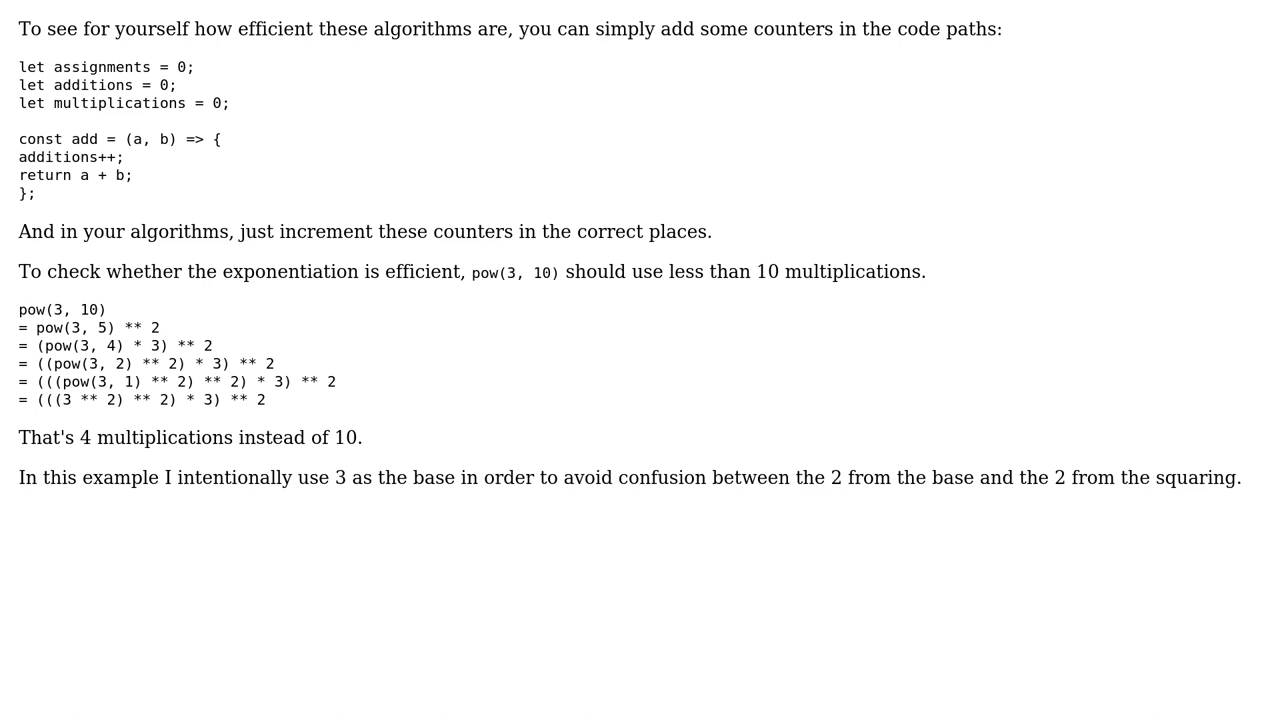 To see for yourself how efficient these algorithms are, you can simply add some counters in the code paths:
let assignments = 0;
let additions = 0;
let multiplications = 0;
const add = (a, b) => {
additions++;
return a + b;
};
And in your algorithms, just increment these counters in the correct places.
To check whether the exponentiation is efficient, pow(3, 10) should use less than 10 multiplications.
pow(3, 10)
= pow(3, 5) ** 2
= (pow(3, 4) * 3) ** 2
= ((pow(3, 2) ** 2) * 3) ** 2
= (((pow(3, 1) ** 2) ** 2) * 3) ** 2
= (((3 ** 2) ** 2) * 3) ** 2
That's 4 multiplications instead of 10.
In this example I intentionally use 3 as the base in order to avoid confusion between the 2 from the base and the 2 from the squaring.